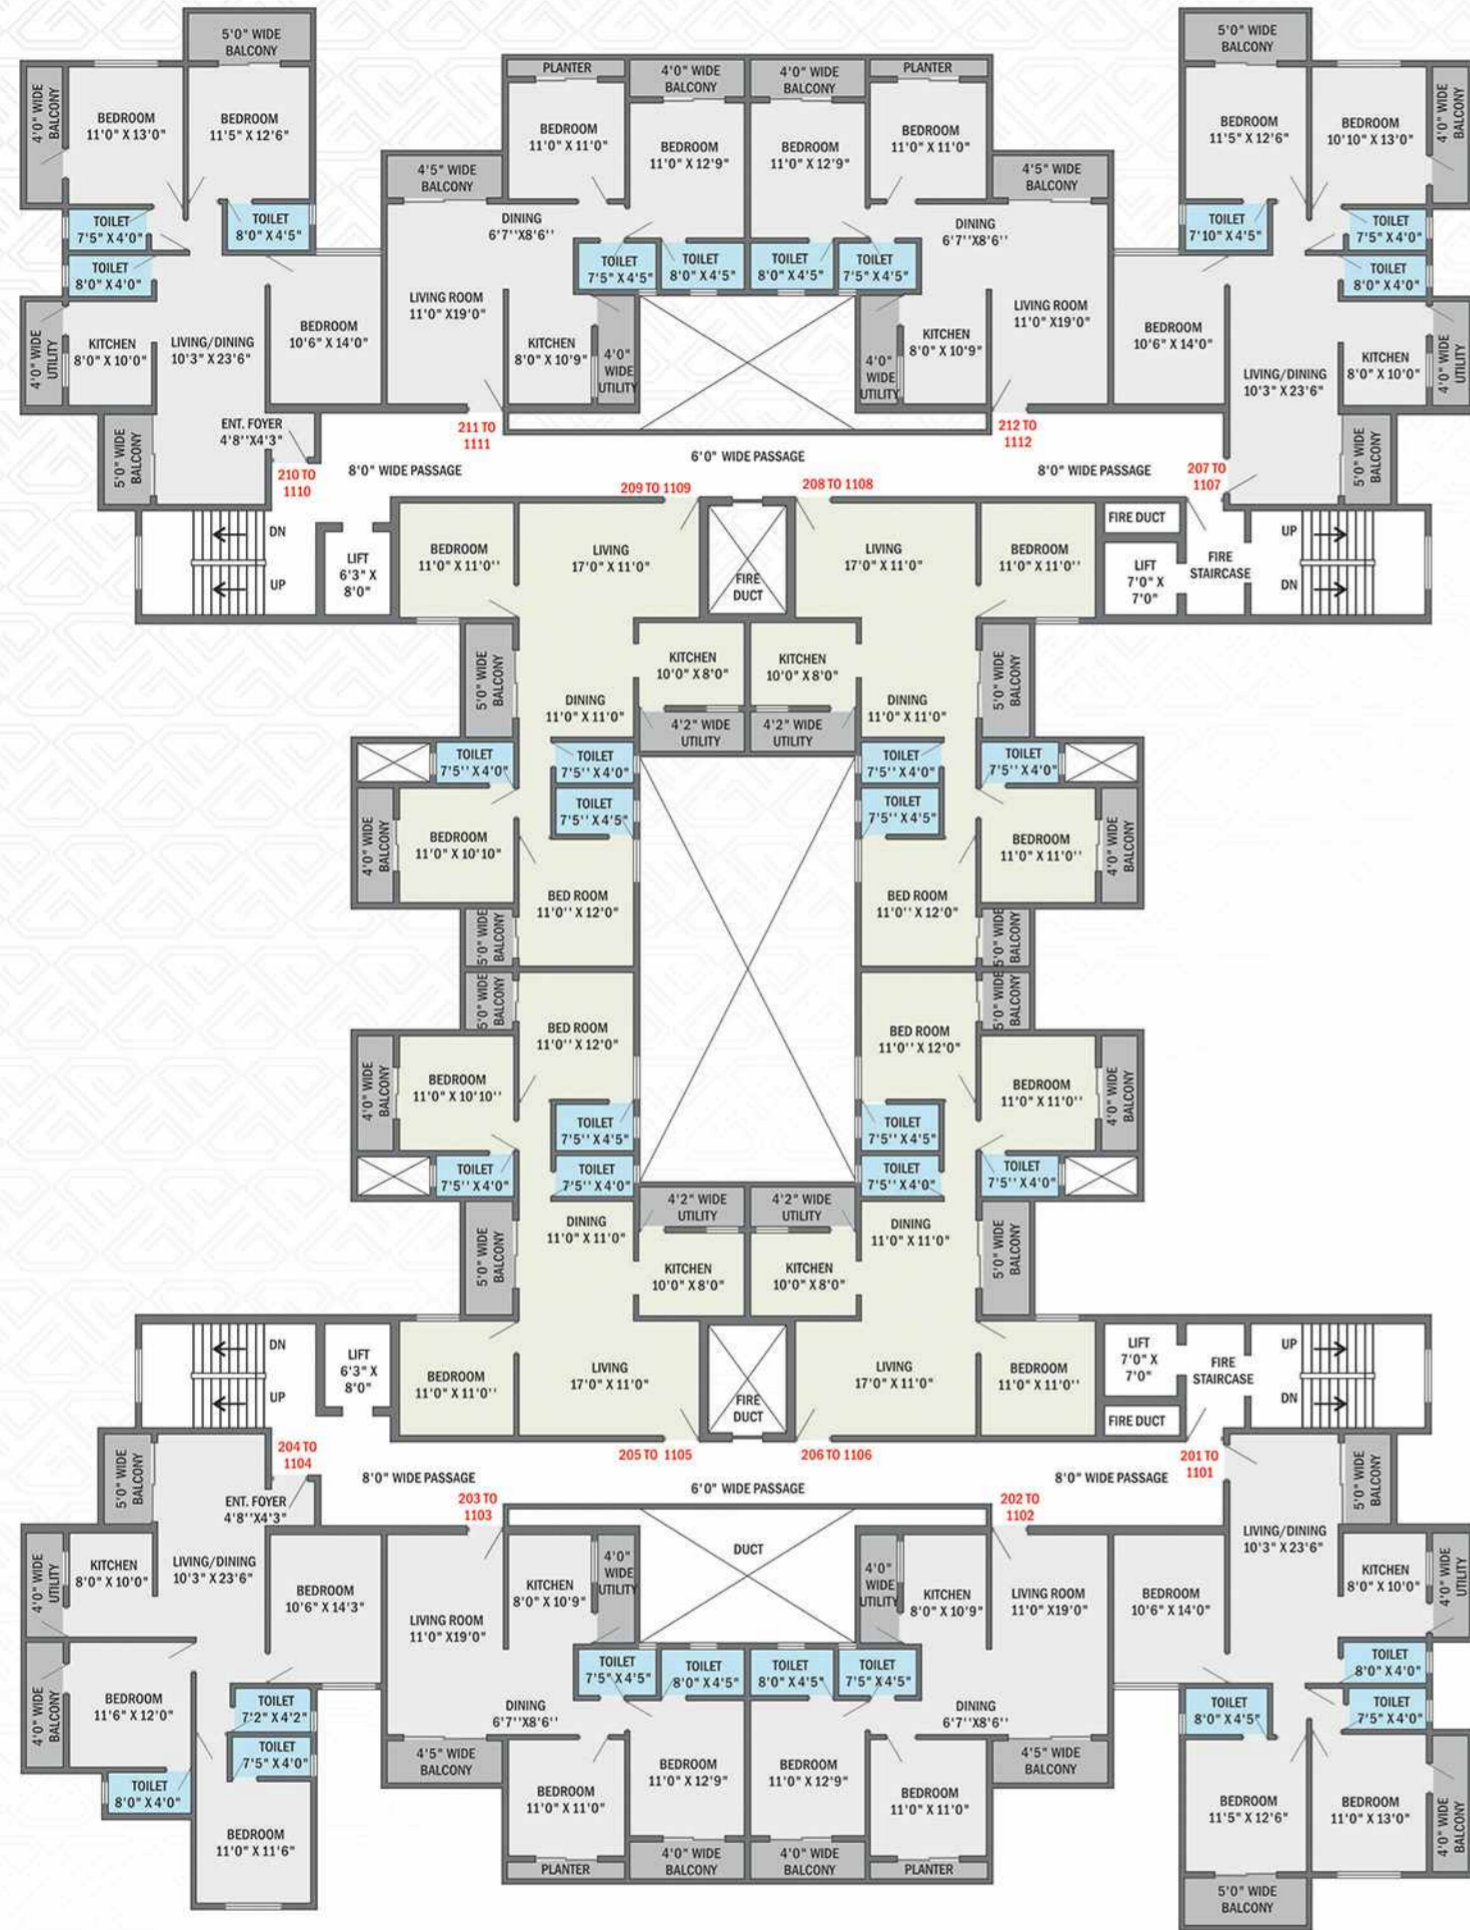 5'0" WIDE
BALCONY
4'0" WIDE
BALCONY
BEDROOM
11'0" X 13'0"
BEDROOM
11'5" X 12'6"
TOILET
7'5" X 4'0"
TOILET
8'0" X 4'5"
TOILET
8'0" X 4'0"
4'0" WIDE
UTILITY
KITCHEN
8'0" X 10'0"
LIVING/DINING
10'3" X 23'6"
BEDROOM
10'6" X 14'0"
5'0" WIDE
BALCONY
ENT. FOYER
4'8''X4'3"
210 TO
1110
PLANTER
4'0" WIDE
BALCONY
4'0" WIDE
BALCONY
PLANTER
BEDROOM
11'0" X 11'0"
BEDROOM
11'0" X 12'9"
BEDROOM
11'0" X 12'9"
BEDROOM
11'0" X 11'0"
4'5" WIDE
BALCONY
4'5" WIDE
BALCONY
DINING
6'7''X8'6''
DINING
6'7''X8'6''
TOILET
7'5" X 4'5"
TOILET
8'0" X 4'5"
TOILET
8'0" X 4'5"
TOILET
7'5" X 4'5"
LIVING ROOM
11'0" X19'0"
KITCHEN
8'0" X 10'9"
4'0"
WIDE
UTILITY
4'0"
WIDE
UTILITY
KITCHEN
8'0" X 10'9"
LIVING ROOM
11'0" X19'0"
211 TO
1111
212 TO
1112
5'0" WIDE
BALCONY
BEDROOM
11'5" X 12'6"
BEDROOM
10'10" X 13'0"
4'0" WIDE
BALCONY
TOILET
7'10" X 4'5"
TOILET
7'5" X 4'0"
TOILET
8'0" X 4'0"
BEDROOM
10'6" X 14'0"
LIVING/DINING
10'3" X 23'6"
KITCHEN
8'0" X 10'0"
4'0" WIDE
UTILITY
5'0" WIDE
BALCONY
207 TO
1107
8'0" WIDE PASSAGE
6'0" WIDE PASSAGE
8'0" WIDE PASSAGE
209 TO 1109
208 TO 1108
DN
UP
LIFT
6'3" X
8'0"
BEDROOM
11'0" X 11'0''
LIVING
17'0" X 11'0"
FIRE
DUCT
LIVING
17'0" X 11'0"
BEDROOM
11'0" X 11'0''
FIRE DUCT
LIFT
7'0" X
7'0"
FIRE
STAIRCASE
UP
DN
5'0" WIDE
BALCONY
KITCHEN
10'0" X 8'0"
KITCHEN
10'0" X 8'0"
5'0" WIDE
BALCONY
DINING
11'0" X 11'0"
4'2" WIDE
UTILITY
4'2" WIDE
UTILITY
DINING
11'0" X 11'0"
TOILET
7'5'' X 4'0"
TOILET
7'5'' X 4'0"
TOILET
7'5'' X 4'0"
TOILET
7'5'' X 4'0"
TOILET
7'5'' X 4'5"
TOILET
7'5'' X 4'5"
4'0" WIDE
BALCONY
BEDROOM
11'0" X 10'10"
BEDROOM
11'0" X 11'0''
4'0" WIDE
BALCONY
BED ROOM
11'0'' X 12'0"
BED ROOM
11'0'' X 12'0"
5'0" WIDE
BALCONY
5'0" WIDE
BALCONY
5'0" WIDE
BALCONY
5'0" WIDE
BALCONY
BED ROOM
11'0'' X 12'0"
BED ROOM
11'0'' X 12'0"
4'0" WIDE
BALCONY
BEDROOM
11'0" X 10'10''
BEDROOM
11'0" X 11'0''
4'0" WIDE
BALCONY
TOILET
7'5'' X 4'5"
TOILET
7'5'' X 4'5"
TOILET
7'5'' X 4'0"
TOILET
7'5'' X 4'0"
TOILET
7'5'' X 4'0"
TOILET
7'5'' X 4'0"
5'0" WIDE
BALCONY
DINING
11'0" X 11'0"
4'2" WIDE
UTILITY
4'2" WIDE
UTILITY
DINING
11'0" X 11'0"
5'0" WIDE
BALCONY
KITCHEN
10'0" X 8'0"
KITCHEN
10'0" X 8'0"
DN
UP
LIFT
6'3" X
8'0"
BEDROOM
11'0" X 11'0''
LIVING
17'0" X 11'0"
FIRE
DUCT
LIVING
17'0" X 11'0"
BEDROOM
11'0" X 11'0''
LIFT
7'0" X
7'0"
FIRE DUCT
FIRE
STAIRCASE
UP
DN
205 TO 1105
206 TO 1106
8'0" WIDE PASSAGE
6'0" WIDE PASSAGE
8'0" WIDE PASSAGE
204 TO
1104
5'0" WIDE
BALCONY
ENT. FOYER
4'8''X4'3"
4'0" WIDE
UTILITY
KITCHEN
8'0" X 10'0"
LIVING/DINING
10'3" X 23'6"
BEDROOM
10'6" X 14'3"
4'0" WIDE
BALCONY
BEDROOM
11'6" X 12'0"
TOILET
7'2" X 4'2"
TOILET
7'5" X 4'0"
TOILET
8'0" X 4'0"
BEDROOM
11'0" X 11'6"
203 TO
1103
202 TO
1102
DUCT
LIVING ROOM
11'0" X19'0"
KITCHEN
8'0" X 10'9"
4'0"
WIDE
UTILITY
4'0"
WIDE
UTILITY
KITCHEN
8'0" X 10'9"
LIVING ROOM
11'0" X19'0"
TOILET
7'5" X 4'5"
TOILET
8'0" X 4'5"
TOILET
8'0" X 4'5"
TOILET
7'5" X 4'5"
DINING
6'7''X8'6''
DINING
6'7''X8'6''
4'5" WIDE
BALCONY
4'5" WIDE
BALCONY
BEDROOM
11'0" X 11'0"
BEDROOM
11'0" X 12'9"
BEDROOM
11'0" X 12'9"
BEDROOM
11'0" X 11'0"
PLANTER
4'0" WIDE
BALCONY
4'0" WIDE
BALCONY
PLANTER
201 TO
1101
5'0" WIDE
BALCONY
LIVING/DINING
10'3" X 23'6"
BEDROOM
10'6" X 14'0"
KITCHEN
8'0" X 10'0"
4'0" WIDE
UTILITY
TOILET
8'0" X 4'0"
TOILET
8'0" X 4'5"
TOILET
7'5" X 4'0"
BEDROOM
11'5" X 12'6"
BEDROOM
11'0" X 13'0"
4'0" WIDE
BALCONY
5'0" WIDE
BALCONY